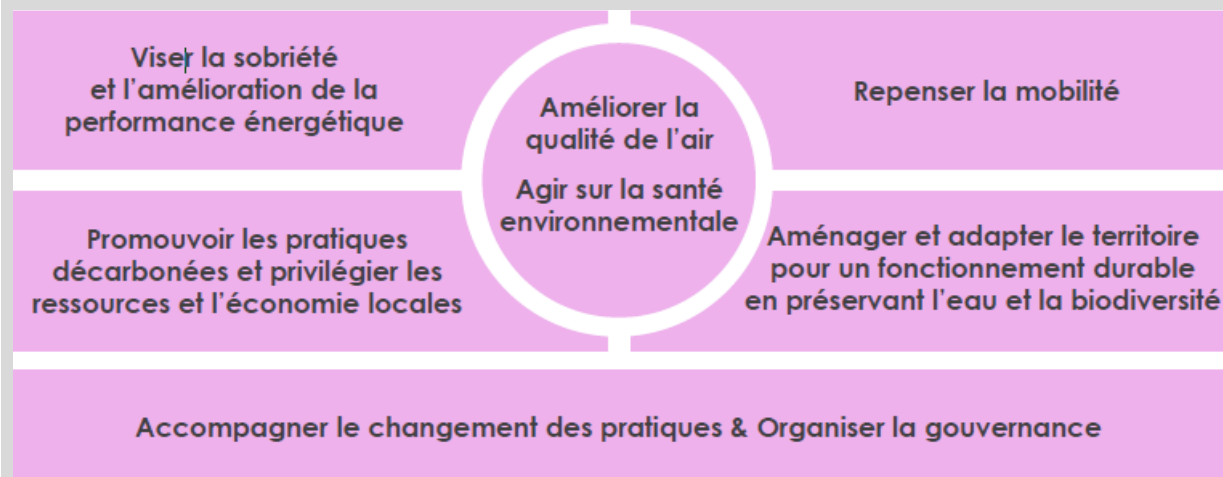 Viser la sobriété
et l'amélioration de la
performance énergétique
Améliorer la
qualité de l'air
Agir sur la santé
environnementale
Repenser la mobilité
Promouvoir les pratiques
décarbonées et privilégier les
ressources et l'économie locales
Aménager et adapter le territoire
pour un fonctionnement durable
en préservant l'eau et la biodiversité
Accompagner le changement des pratiques & Organiser la gouvernance